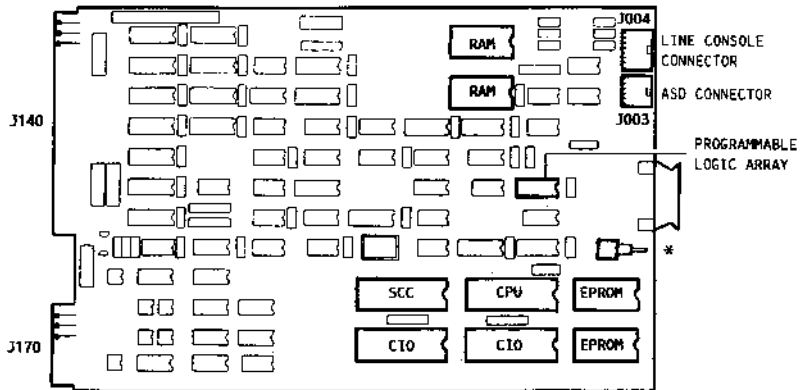 J004
RAM
LINE CONSOLE
CONNECTOR
RAM
ASD CONNECTOR
J003
J140
PROGRAMMABLE
LOGIC ARRAY
*
SCC
CPU
EPROM
CIO
CIO
EPROM
J170